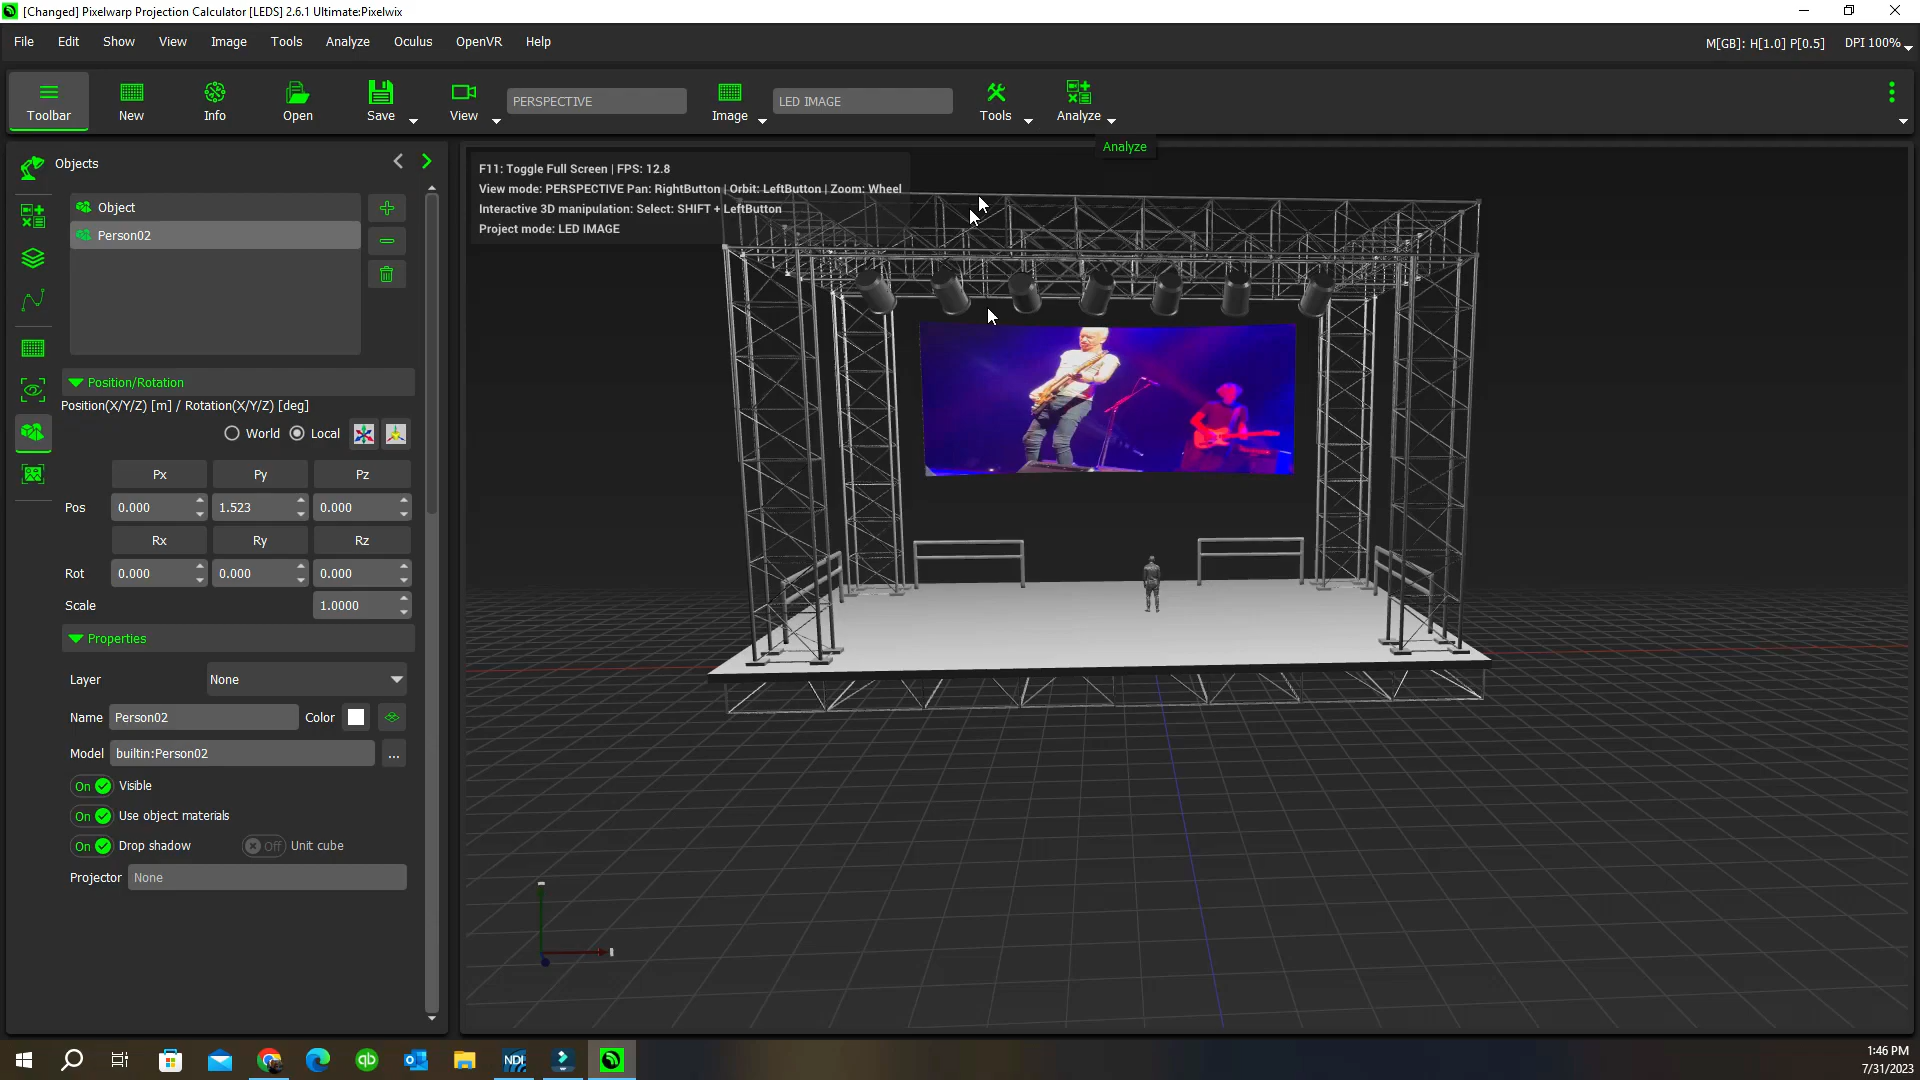 [Changed] Pixelwarp Projection Calculator [LEDS] 2.6.1 Ultimate:Pixelwix
File Edit Show View Image Tools Analyze Oculus OpenVR Help M[GB]: H[1.0] P[0.5] DPI 100%
Toolbar New Info Open Save View PERSPECTIVE Image LED IMAGE Tools Analyze
Analyze
Objects
Object
Person02
Position/Rotation
Position(X/Y/Z) [m] / Rotation(X/Y/Z) [deg]
World Local
Px Py Pz
Pos 0.000 1.523 0.000
Rx Ry Rz
Rot 0.000 0.000 0.000
Scale 1.0000
Properties
Layer None
Name Person02 Color
Model builtin:Person02 ...
On Visible
On Use object materials
On Drop shadow Off Unit cube
Projector None
F11: Toggle Full Screen | FPS: 12.8
View mode: PERSPECTIVE Pan: RightButton | Orbit: LeftButton | Zoom: Wheel
Interactive 3D manipulation: Select: SHIFT + LeftButton
Project mode: LED IMAGE
qb
NDI
1:46 PM
7/31/2023